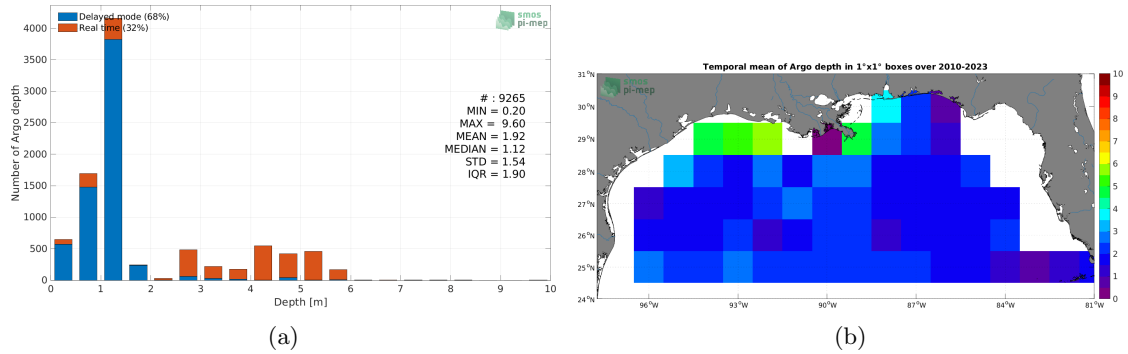 Delayed mode (68%)
Real time (32%)
smos
pi-mep
4000
3500
3000
2500
2000
1500
1000
500
0
Number of Argo depth
# : 9265
MIN = 0.20
MAX = 9.60
MEAN = 1.92
MEDIAN = 1.12
STD = 1.54
IQR = 1.90
0 1 2 3 4 5 6 7 8 9 10
Depth [m]
(a)
Temporal mean of Argo depth in 1°x1° boxes over 2010-2023
smos
pi-mep
31°N
30°N
29°N
28°N
27°N
26°N
25°N
24°N
96°W 93°W 90°W 87°W 84°W 81°W
10
9
8
7
6
5
4
3
2
1
0
(b)